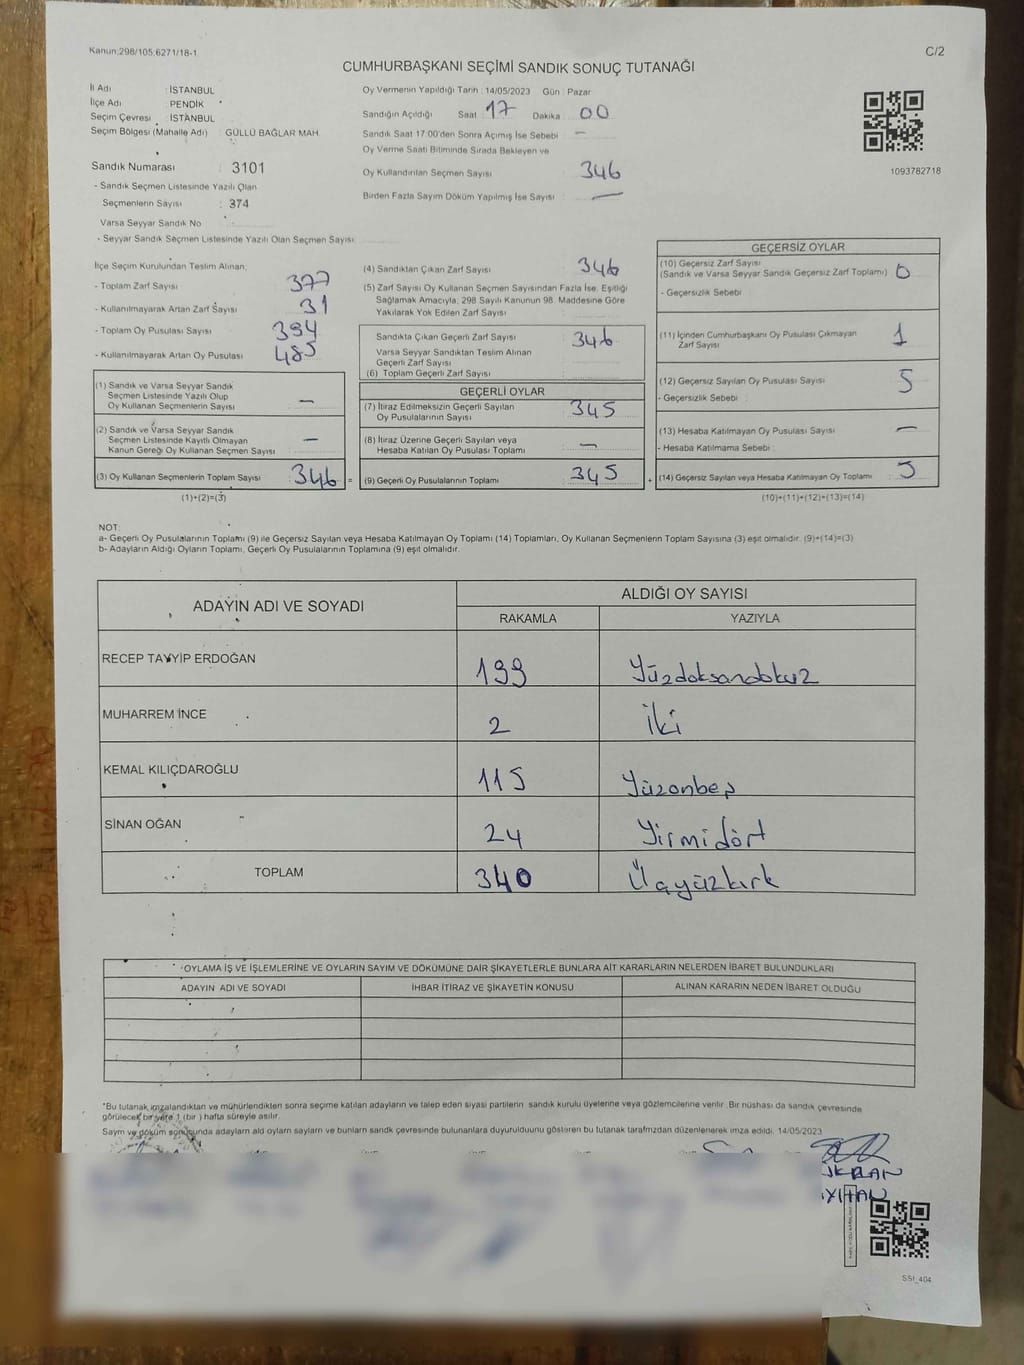 Kanun:298/105,6271/18-1
C/2
CUMHURBAŞKANI SEÇİMİ SANDIK SONUÇ TUTANAĞI
İl Adı : İSTANBUL
İlçe Adı : PENDİK
Seçim Çevresi : İSTANBUL
Seçim Bölgesi (Mahalle Adı) : GÜLLÜ BAĞLAR MAH.
Sandık Numarası : 3101
- Sandık Seçmen Listesinde Yazılı Olan
Seçmenlerin Sayısı : 374
Varsa Seyyar Sandık No
- Seyyar Sandık Seçmen Listesinde Yazılı Olan Seçmen Sayısı:
Oy Vermenin Yapıldığı Tarih : 14/05/2023 Gün : Pazar
Sandığın Açıldığı Saat : 17 Dakika : 00
Sandık Saat 17:00'den Sonra Açımış İse Sebebi : —
Oy Verme Saati Bitiminde Sırada Bekleyen ve
Oy Kullandırılan Seçmen Sayısı : 346
Birden Fazla Sayım Döküm Yapılmış İse Sayısı : —
1093782718
İlçe Seçim Kurulundan Teslim Alınan;
- Toplam Zarf Sayısı : 377
- Kullanılmayarak Artan Zarf Sayısı : 31
- Toplam Oy Pusulası Sayısı : 394
- Kullanılmayarak Artan Oy Pusulası : 485
(1) Sandık ve Varsa Seyyar Sandık
Seçmen Listesinde Yazılı Olup
Oy Kullanan Seçmenlerin Sayısı : —
(2) Sandık ve Varsa Seyyar Sandık
Seçmen Listesinde Kayıtlı Olmayan
Kanun Gereği Oy Kullanan Seçmen Sayısı : —
(3) Oy Kullanan Seçmenlerin Toplam Sayısı : 346 =
(1)+(2)=(3)
(4) Sandıktan Çıkan Zarf Sayısı : 346
(5) Zarf Sayısı Oy Kullanan Seçmen Sayısından Fazla İse, Eşitliği
Sağlamak Amacıyla, 298 Sayılı Kanunun 98. Maddesine Göre
Yakılarak Yok Edilen Zarf Sayısı :
Sandıkta Çıkan Geçerli Zarf Sayısı : 346
Varsa Seyyar Sandıktan Teslim Alınan
Geçerli Zarf Sayısı :
(6) Toplam Geçerli Zarf Sayısı :
GEÇERLİ OYLAR
(7) İtiraz Edilmeksizin Geçerli Sayılan
Oy Pusulalarının Sayısı : 345
(8) İtiraz Üzerine Geçerli Sayılan veya
Hesaba Katılan Oy Pusulası Toplamı : —
(9) Geçerli Oy Pusulalarının Toplamı : 345 +
GEÇERSİZ OYLAR
(10) Geçersiz Zarf Sayısı
(Sandık ve Varsa Seyyar Sandık Geçersiz Zarf Toplamı) : 0
- Geçersizlik Sebebi :
(11) İçinden Cumhurbaşkanı Oy Pusulası Çıkmayan
Zarf Sayısı : 1
(12) Geçersiz Sayılan Oy Pusulası Sayısı : 5
- Geçersizlik Sebebi :
(13) Hesaba Katılmayan Oy Pusulası Sayısı : —
- Hesaba Katılmama Sebebi :
(14) Geçersiz Sayılan veya Hesaba Katılmayan Oy Toplamı : 5
(10)+(11)+(12)+(13)=(14)
NOT:
a- Geçerli Oy Pusulalarının Toplamı (9) ile Geçersiz Sayılan veya Hesaba Katılmayan Oy Toplamı (14) Toplamları, Oy Kullanan Seçmenlerin Toplam Sayısına (3) eşit olmalıdır. (9)+(14)=(3)
b- Adayların Aldığı Oyların Toplamı, Geçerli Oy Pusulalarının Toplamına (9) eşit olmalıdır.
ADAYIN ADI VE SOYADI
ALDIĞI OY SAYISI
RAKAMLA YAZIYLA
RECEP TAYYİP ERDOĞAN 199 Yüzdoksandokuz
MUHARREM İNCE 2 İki
KEMAL KILIÇDAROĞLU 115 Yüzonbeş
SİNAN OĞAN 24 Yirmidört
TOPLAM 340 Üçyüzkırk
OYLAMA İŞ VE İŞLEMLERİNE VE OYLARIN SAYIM VE DÖKÜMÜNE DAİR ŞİKAYETLERLE BUNLARA AİT KARARLARIN NELERDEN İBARET BULUNDUKLARI
ADAYIN ADI VE SOYADI İHBAR İTİRAZ VE ŞİKAYETİN KONUSU ALINAN KARARIN NEDEN İBARET OLDUĞU
*Bu tutanak imzalandıktan ve mühürlendikten sonra seçime katılan adayların ve talep eden siyasi partilerin sandık kurulu üyelerine veya gözlemcilerine verilir. Bir nüshası da sandık çevresinde
görülecek bir yere 1 (bir ) hafta süreyle asılır.
Sayım ve döküm sonuşunda adaylarn ald oylarn saylarn ve bunlarn sandk çevresinde bulunanlara duyurulduunu gösteren bu tutanak tarafmzdan düzenlenerek imza edildi. 14/05/2023
SSI_404